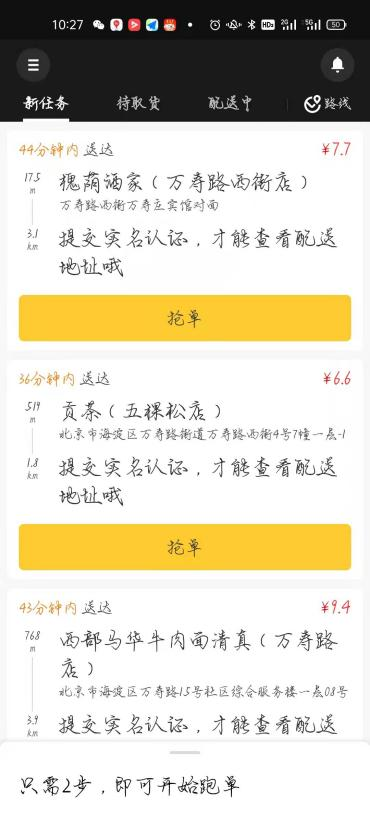 10:27
HD2 2G 5G 50
新任务 待取货 配送中 路线
44分钟内 送达 ¥7.7
175 m
槐荫酒家（万寿路西街店）
万寿路西街万寿庄宾馆对面
3.1 km
提交实名认证，才能查看配送
地址哦
抢单
36分钟内 送达 ¥6.6
519 m
贡茶（五棵松店）
北京市海淀区万寿路街道万寿路西街4号7幢一层-1
1.8 km
提交实名认证，才能查看配送
地址哦
抢单
43分钟内 送达 ¥9.4
768 m
西部马华牛肉面清真（万寿路
店）
北京市海淀区万寿路15号社区综合服务楼一层08号
3.9 km
提交实名认证，才能查看配送
只需2步，即可开始跑单